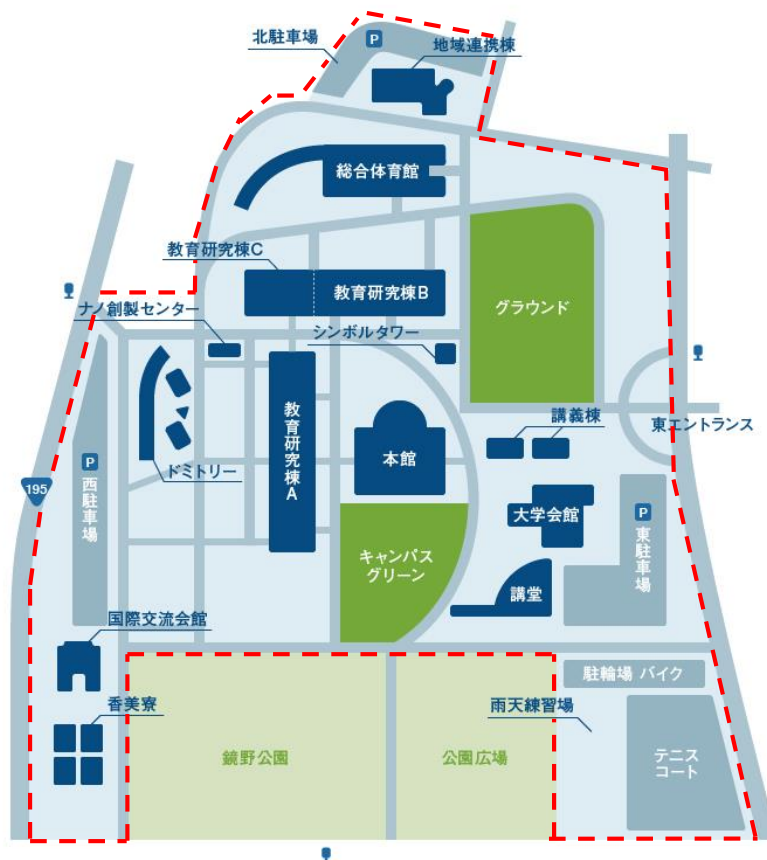 北駐車場
P
地域連携棟
総合体育館
教育研究棟C
教育研究棟B
グラウンド
ナノ創製センター
シンボルタワー
教育研究棟A
本館
講義棟
東エントランス
ドミトリー
195
P
西駐車場
大学会館
P
東駐車場
キャンパス
グリーン
講堂
国際交流会館
駐輪場 バイク
香美寮
雨天練習場
鏡野公園
公園広場
テニス
コート